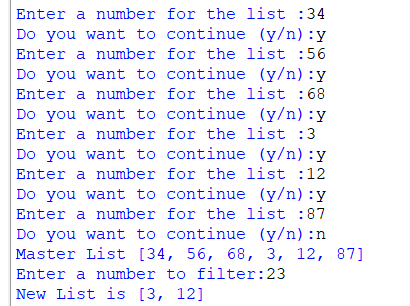 Enter a number for the list :34
Do you want to continue (y/n):y
Enter a number for the list :56
Do you want to continue (y/n):y
Enter a number for the list :68
Do you want to continue (y/n):y
Enter a number for the list :3
Do you want to continue (y/n):y
Enter a number for the list :12
Do you want to continue (y/n):y
Enter a number for the list :87
Do you want to continue (y/n):n
Master List [34, 56, 68, 3, 12, 87]
Enter a number to filter:23
New List is [3, 12]